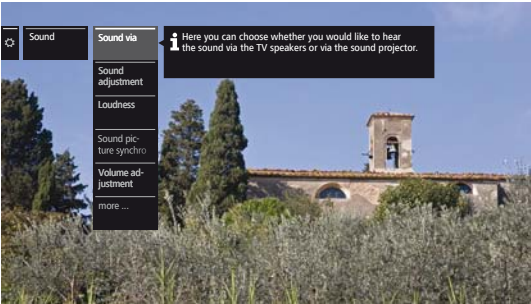 Sound
Sound via
Here you can choose whether you would like to hear
the sound via the TV speakers or via the sound projector.
Sound
adjustment
Loudness
Sound pic-
ture synchro
Volume ad-
justment
more ...